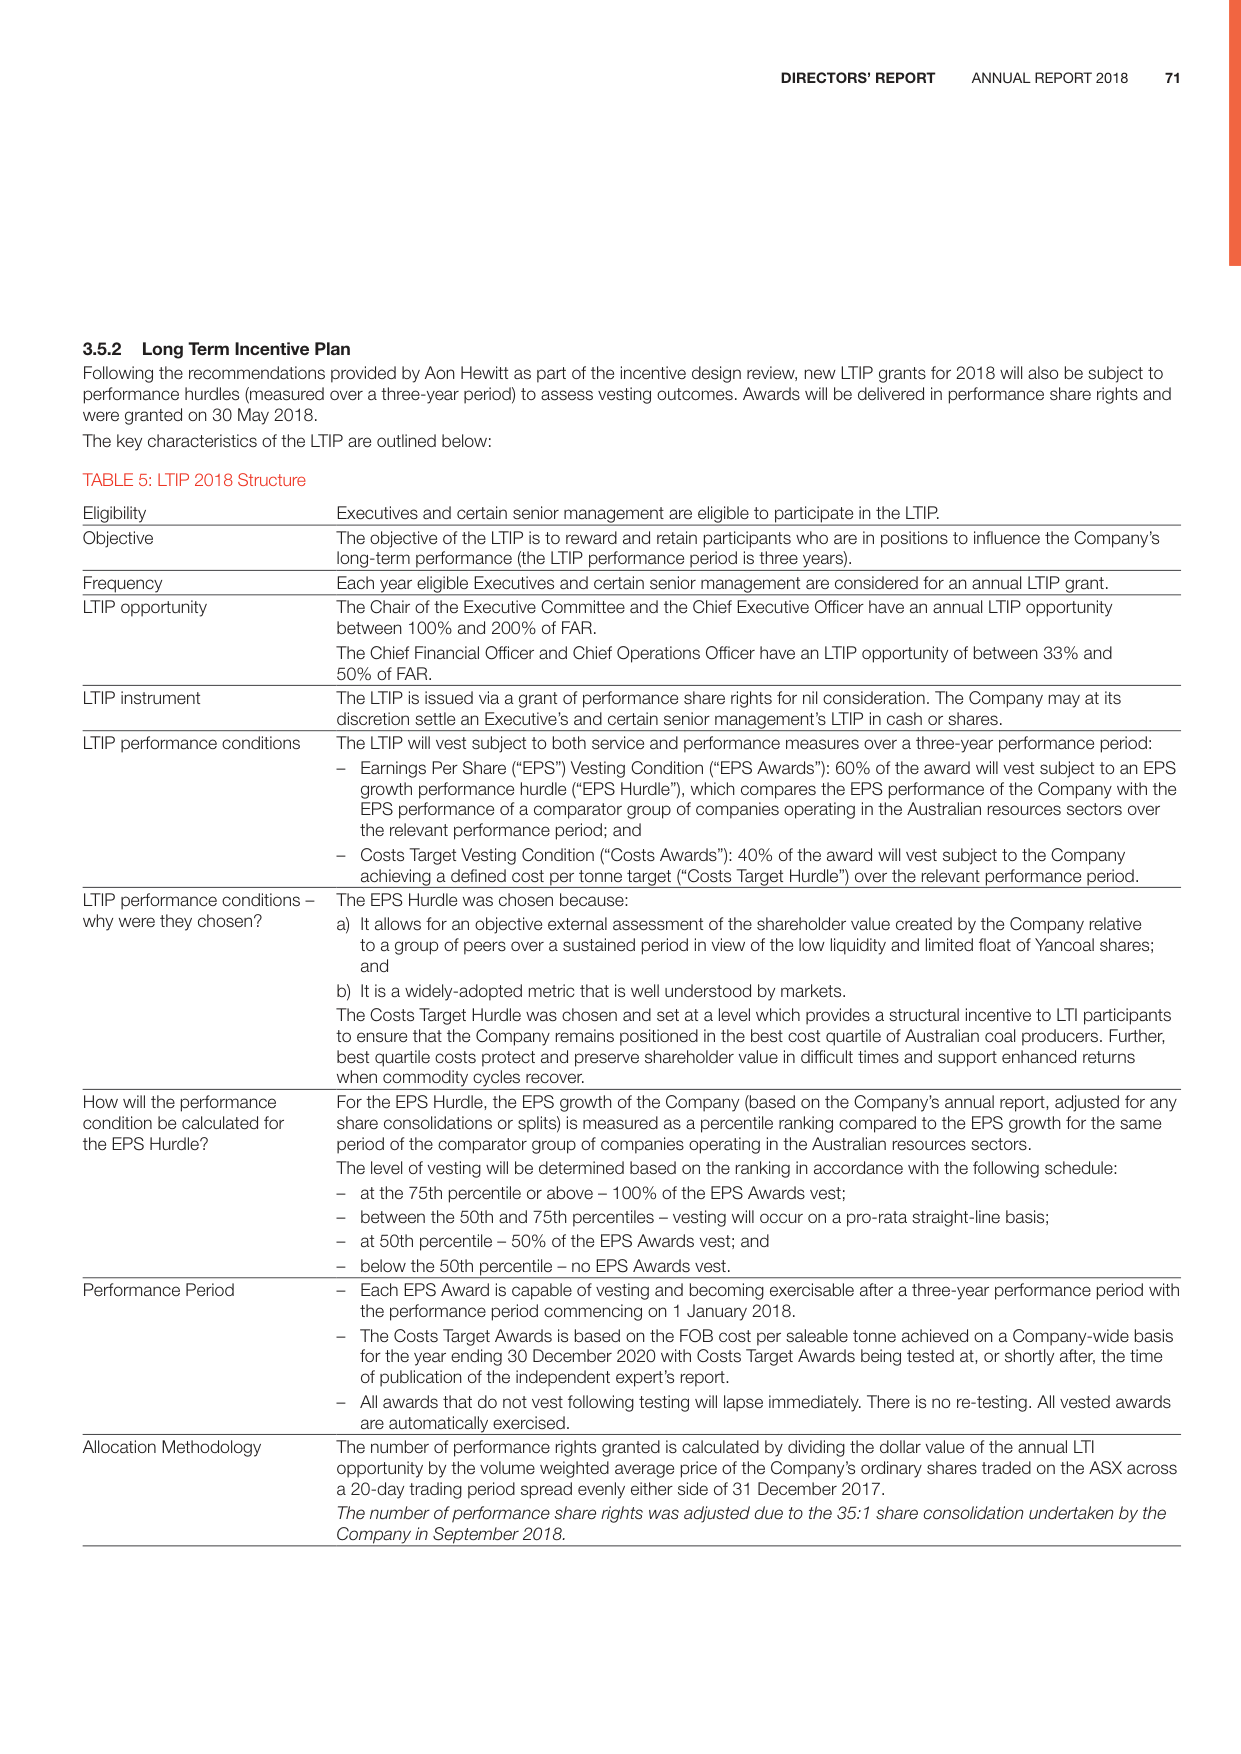 DIRECTORS’ REPORT ANNUAL REPORT 2018 71
3.5.2 Long Term Incentive Plan
Following the recommendations provided by Aon Hewitt as part of the incentive design review, new LTIP grants for 2018 will also be subject to
performance hurdles (measured over a three-year period) to assess vesting outcomes. Awards will be delivered in performance share rights and
were granted on 30 May 2018.
The key characteristics of the LTIP are outlined below:
TABLE 5: LTIP 2018 Structure
Eligibility Executives and certain senior management are eligible to participate in the LTIP.
Objective The objective of the LTIP is to reward and retain participants who are in positions to influence the Company’s
long-term performance (the LTIP performance period is three years).
Frequency Each year eligible Executives and certain senior management are considered for an annual LTIP grant.
LTIP opportunity The Chair of the Executive Committee and the Chief Executive Officer have an annual LTIP opportunity
between 100% and 200% of FAR.
The Chief Financial Officer and Chief Operations Officer have an LTIP opportunity of between 33% and
50% of FAR.
LTIP instrument The LTIP is issued via a grant of performance share rights for nil consideration. The Company may at its
discretion settle an Executive’s and certain senior management’s LTIP in cash or shares.
LTIP performance conditions The LTIP will vest subject to both service and performance measures over a three-year performance period:
– Earnings Per Share (“EPS”) Vesting Condition (“EPS Awards”): 60% of the award will vest subject to an EPS
growth performance hurdle (“EPS Hurdle”), which compares the EPS performance of the Company with the
EPS performance of a comparator group of companies operating in the Australian resources sectors over
the relevant performance period; and
– Costs Target Vesting Condition (“Costs Awards”): 40% of the award will vest subject to the Company
achieving a defined cost per tonne target (“Costs Target Hurdle”) over the relevant performance period.
LTIP performance conditions – The EPS Hurdle was chosen because:
why were they chosen? a) It allows for an objective external assessment of the shareholder value created by the Company relative
to a group of peers over a sustained period in view of the low liquidity and limited float of Yancoal shares;
and
b) It is a widely-adopted metric that is well understood by markets.
The Costs Target Hurdle was chosen and set at a level which provides a structural incentive to LTI participants
to ensure that the Company remains positioned in the best cost quartile of Australian coal producers. Further,
best quartile costs protect and preserve shareholder value in difficult times and support enhanced returns
when commodity cycles recover.
How will the performance For the EPS Hurdle, the EPS growth of the Company (based on the Company’s annual report, adjusted for any
condition be calculated for share consolidations or splits) is measured as a percentile ranking compared to the EPS growth for the same
the EPS Hurdle? period of the comparator group of companies operating in the Australian resources sectors.
The level of vesting will be determined based on the ranking in accordance with the following schedule:
– at the 75th percentile or above – 100% of the EPS Awards vest;
– between the 50th and 75th percentiles – vesting will occur on a pro-rata straight-line basis;
– at 50th percentile – 50% of the EPS Awards vest; and
– below the 50th percentile – no EPS Awards vest.
Performance Period – Each EPS Award is capable of vesting and becoming exercisable after a three-year performance period with
the performance period commencing on 1 January 2018.
– The Costs Target Awards is based on the FOB cost per saleable tonne achieved on a Company-wide basis
for the year ending 30 December 2020 with Costs Target Awards being tested at, or shortly after, the time
of publication of the independent expert’s report.
– All awards that do not vest following testing will lapse immediately. There is no re-testing. All vested awards
are automatically exercised.
Allocation Methodology The number of performance rights granted is calculated by dividing the dollar value of the annual LTI
opportunity by the volume weighted average price of the Company’s ordinary shares traded on the ASX across
a 20-day trading period spread evenly either side of 31 December 2017.
The number of performance share rights was adjusted due to the 35:1 share consolidation undertaken by the
Company in September 2018.